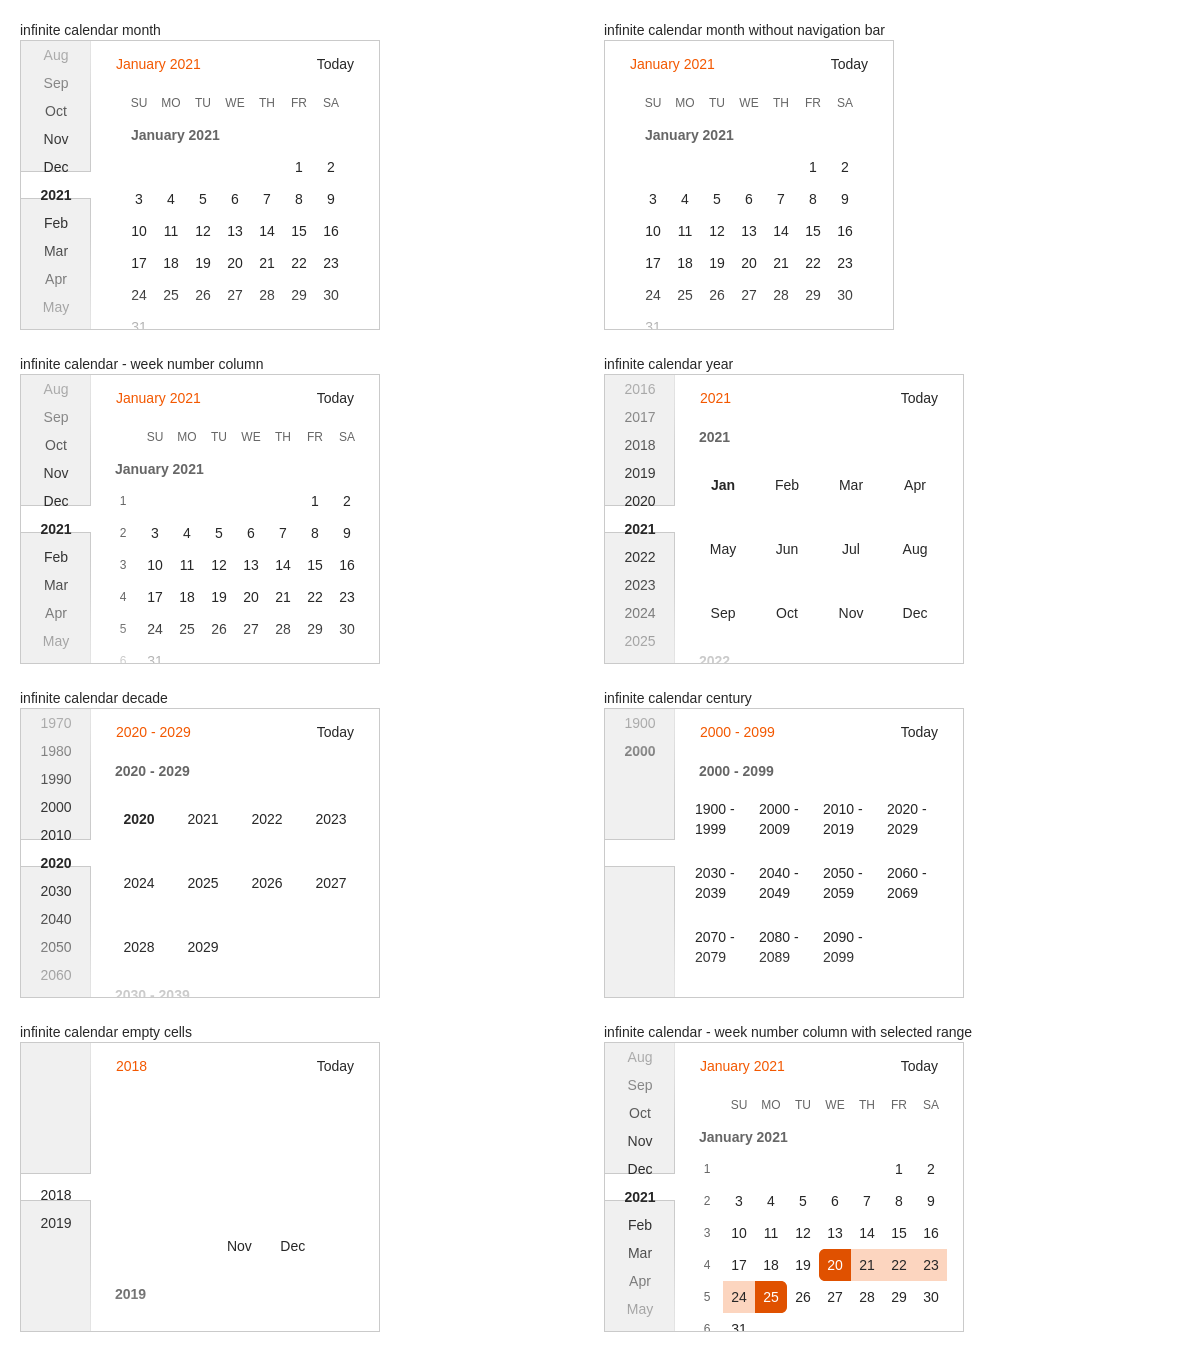 infinite calendar month
Aug
Sep
Oct
Nov
Dec
2021
Feb
Mar
Apr
May
January 2021 Today
SU MO TU WE TH FR SA
January 2021
1 2
3 4 5 6 7 8 9
10 11 12 13 14 15 16
17 18 19 20 21 22 23
24 25 26 27 28 29 30
31
infinite calendar month without navigation bar
January 2021 Today
SU MO TU WE TH FR SA
January 2021
1 2
3 4 5 6 7 8 9
10 11 12 13 14 15 16
17 18 19 20 21 22 23
24 25 26 27 28 29 30
31
infinite calendar - week number column
Aug
Sep
Oct
Nov
Dec
2021
Feb
Mar
Apr
May
January 2021 Today
SU MO TU WE TH FR SA
January 2021
1 1 2
2 3 4 5 6 7 8 9
3 10 11 12 13 14 15 16
4 17 18 19 20 21 22 23
5 24 25 26 27 28 29 30
6 31
infinite calendar year
2016
2017
2018
2019
2020
2021
2022
2023
2024
2025
2021 Today
2021
Jan Feb Mar Apr
May Jun Jul Aug
Sep Oct Nov Dec
2022
infinite calendar decade
1970
1980
1990
2000
2010
2020
2030
2040
2050
2060
2020 - 2029 Today
2020 - 2029
2020 2021 2022 2023
2024 2025 2026 2027
2028 2029
2030 - 2039
infinite calendar century
1900
2000
2000 - 2099 Today
2000 - 2099
1900 - 2000 - 2010 - 2020 -
1999 2009 2019 2029
2030 - 2040 - 2050 - 2060 -
2039 2049 2059 2069
2070 - 2080 - 2090 -
2079 2089 2099
infinite calendar empty cells
2018
2019
2018 Today
Nov Dec
2019
infinite calendar - week number column with selected range
Aug
Sep
Oct
Nov
Dec
2021
Feb
Mar
Apr
May
January 2021 Today
SU MO TU WE TH FR SA
January 2021
1 1 2
2 3 4 5 6 7 8 9
3 10 11 12 13 14 15 16
4 17 18 19 20 21 22 23
5 24 25 26 27 28 29 30
6 31